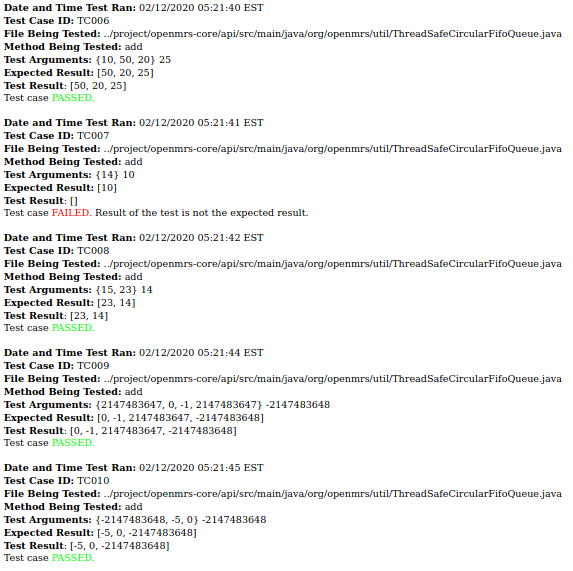 Date and Time Test Ran: 02/12/2020 05:21:40 EST
Test Case ID: TC006
File Being Tested: ../project/openmrs-core/api/src/main/java/org/openmrs/util/ThreadSafeCircularFifoQueue.java
Method Being Tested: add
Test Arguments: {10, 50, 20} 25
Expected Result: [50, 20, 25]
Test Result: [50, 20, 25]
Test case PASSED.

Date and Time Test Ran: 02/12/2020 05:21:41 EST
Test Case ID: TC007
File Being Tested: ../project/openmrs-core/api/src/main/java/org/openmrs/util/ThreadSafeCircularFifoQueue.java
Method Being Tested: add
Test Arguments: {14} 10
Expected Result: [10]
Test Result: []
Test case FAILED. Result of the test is not the expected result.

Date and Time Test Ran: 02/12/2020 05:21:42 EST
Test Case ID: TC008
File Being Tested: ../project/openmrs-core/api/src/main/java/org/openmrs/util/ThreadSafeCircularFifoQueue.java
Method Being Tested: add
Test Arguments: {15, 23} 14
Expected Result: [23, 14]
Test Result: [23, 14]
Test case PASSED.

Date and Time Test Ran: 02/12/2020 05:21:44 EST
Test Case ID: TC009
File Being Tested: ../project/openmrs-core/api/src/main/java/org/openmrs/util/ThreadSafeCircularFifoQueue.java
Method Being Tested: add
Test Arguments: {2147483647, 0, -1, 2147483647} -2147483648
Expected Result: [0, -1, 2147483647, -2147483648]
Test Result: [0, -1, 2147483647, -2147483648]
Test case PASSED.

Date and Time Test Ran: 02/12/2020 05:21:45 EST
Test Case ID: TC010
File Being Tested: ../project/openmrs-core/api/src/main/java/org/openmrs/util/ThreadSafeCircularFifoQueue.java
Method Being Tested: add
Test Arguments: {-2147483648, -5, 0} -2147483648
Expected Result: [-5, 0, -2147483648]
Test Result: [-5, 0, -2147483648]
Test case PASSED.